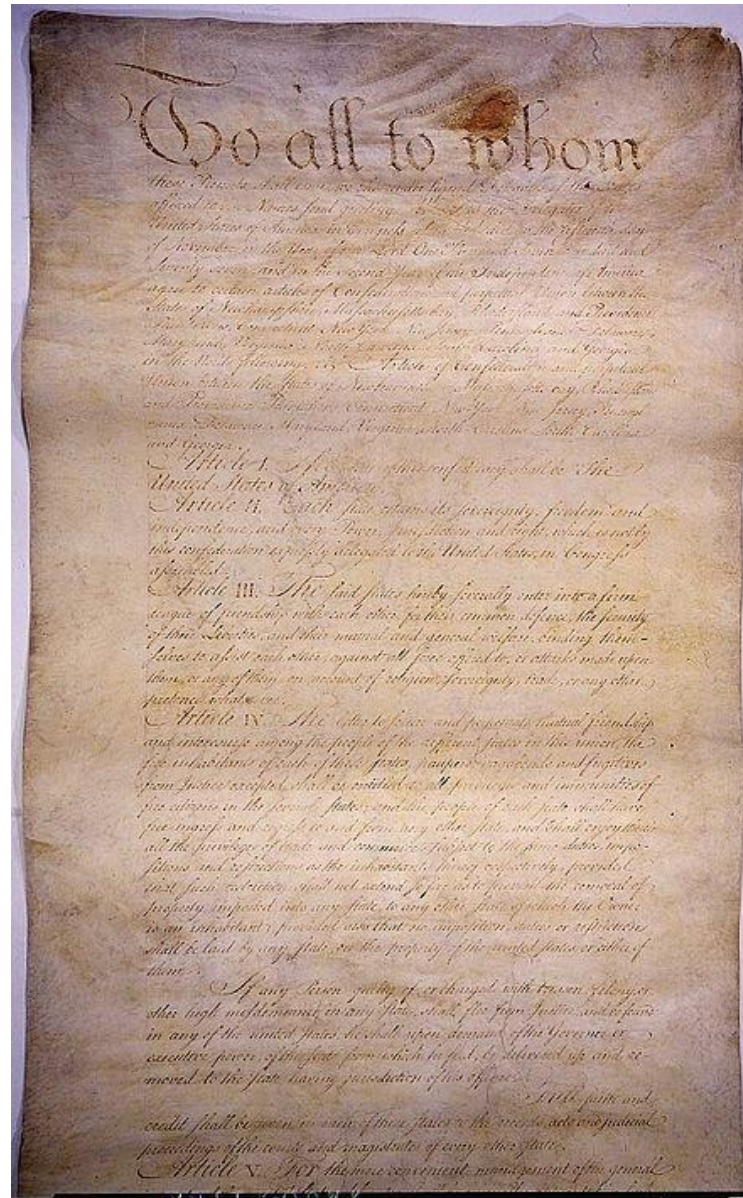 To all to whom
these Presents shall come, we the under signed Delegates of the States
affixed to our Names send greeting. Whereas the Delegates of the
United States of America in Congress assembled did on the fifteenth day
of November in the Year of our Lord One Thousand Seven Hundred and
Seventy seven, and in the Second Year of the Independence of America
agree to certain articles of Confederation and perpetual Union between the
States of Newhampshire, Massachusetts-bay, Rhodeisland and Providence
Plantations, Connecticut, New York, New Jersey, Pennsylvania, Delaware,
Maryland, Virginia, North-Carolina, South-Carolina and Georgia
in the Words following, viz. Articles of Confederation and perpetual
Union between the States of Newhampshire, Massachusetts-bay, Rhodeisland
and Providence Plantations, Connecticut, New-York, New-Jersey, Pennsyl-
vania, Delaware, Maryland, Virginia, North-Carolina, South-Carolina
and Georgia.
Article I. The Stile of this confederacy shall be "The
United States of America."
Article II. Each state retains its sovereignty, freedom and
independence, and every Power, Jurisdiction and right, which is not by
this confederation expressly delegated to the United States, in Congress
assembled.
Article III. The said states hereby severally enter into a firm
league of friendship with each other, for their common defence, the security
of their Liberties, and their mutual and general welfare, binding them-
selves to assist each other, against all force offered to, or attacks made upon
them, or any of them, on account of religion, sovereignty, trade, or any other
pretence whatever.
Article IV. The better to secure and perpetuate mutual friendship
and intercourse among the people of the different states in this union, the
free inhabitants of each of these states, paupers, vagabonds and fugitives
from Justice excepted, shall be entitled to all privileges and immunities of
free citizens in the several states; and the people of each state shall have
free ingress and regress to and from any other state, and shall enjoy therein
all the privileges of trade and commerce, subject to the same duties, impo-
sitions and restrictions as the inhabitants thereof respectively, provided
that such restriction shall not extend so far as to prevent the removal of
property imported into any state, to any other state of which the Owner
is an inhabitant; provided also that no imposition, duties or restriction
shall be laid by any state, on the property of the united states, or either of
them.
If any Person guilty of, or charged with treason, felony, or
other high misdemeanor in any state, shall flee from Justice, and be found
in any of the united states, he shall upon demand of the Governor or
executive power, of the state from which he fled, be delivered up and re-
moved to the state having jurisdiction of his offence.
Full faith and
credit shall be given in each of these states to the records, acts and judicial
proceedings of the courts and magistrates of every other state.
Article V. For the more convenient management of the general